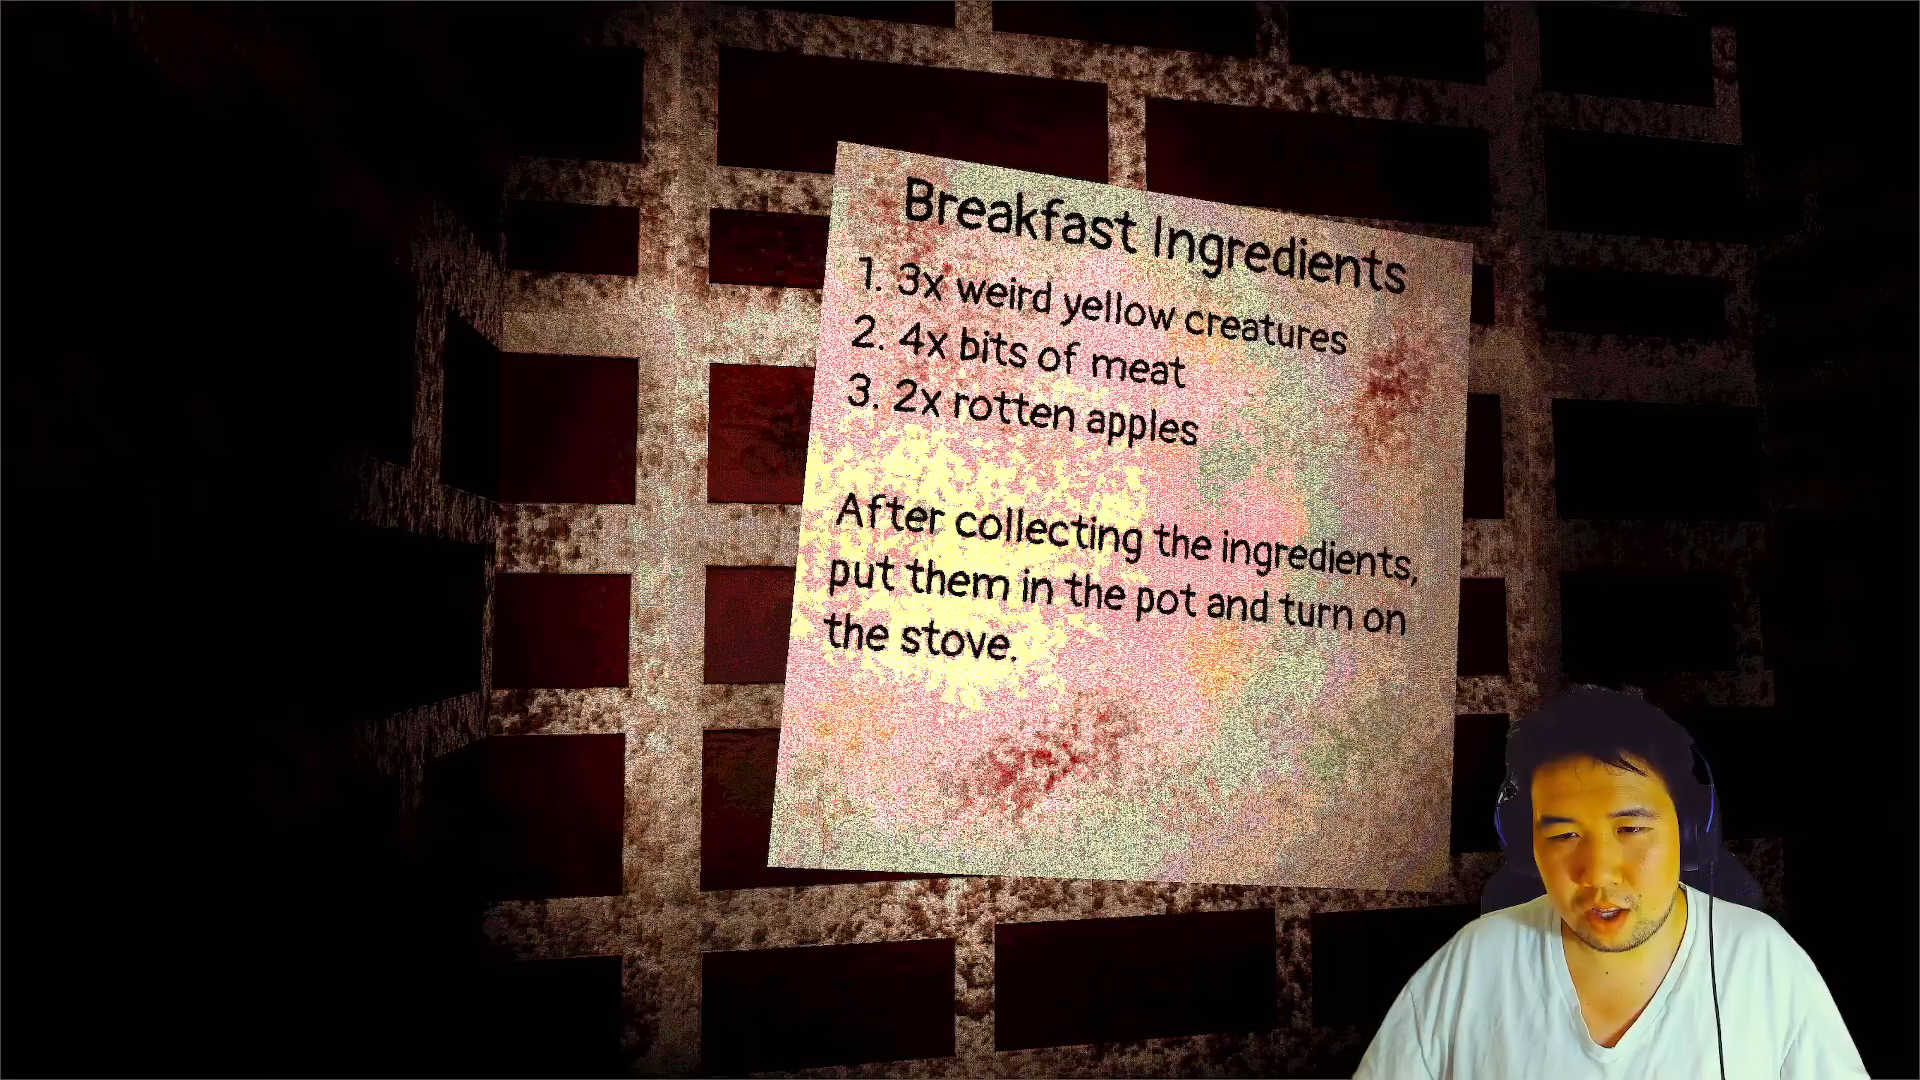 Breakfast Ingredients
1. 3x weird yellow creatures
2. 4x bits of meat
3. 2x rotten apples
After collecting the ingredients,
put them in the pot and turn on
the stove.